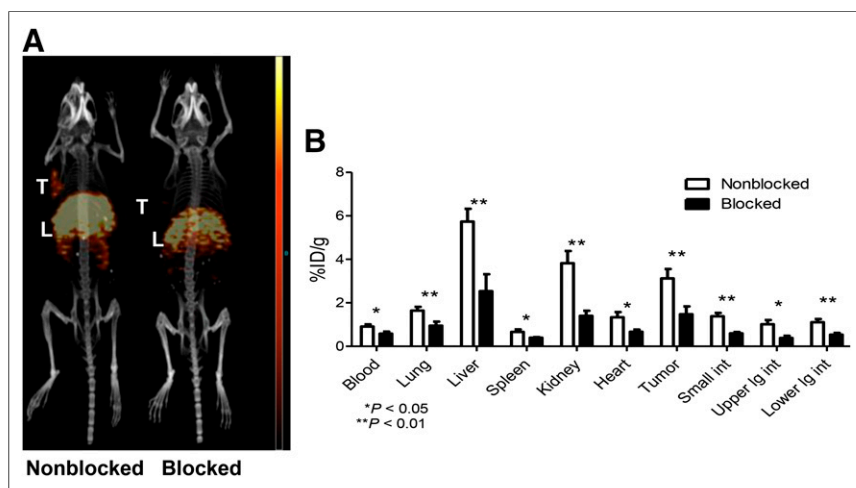 A
T
L
T
L
Nonblocked
Blocked
B
8
6
4
2
0
%ID/g
Nonblocked
Blocked
*
**
**
*
**
*
**
**
*
**
Blood
Lung
Liver
Spleen
Kidney
Heart
Tumor
Small int
Upper lg int
Lower lg int
*P < 0.05
**P < 0.01